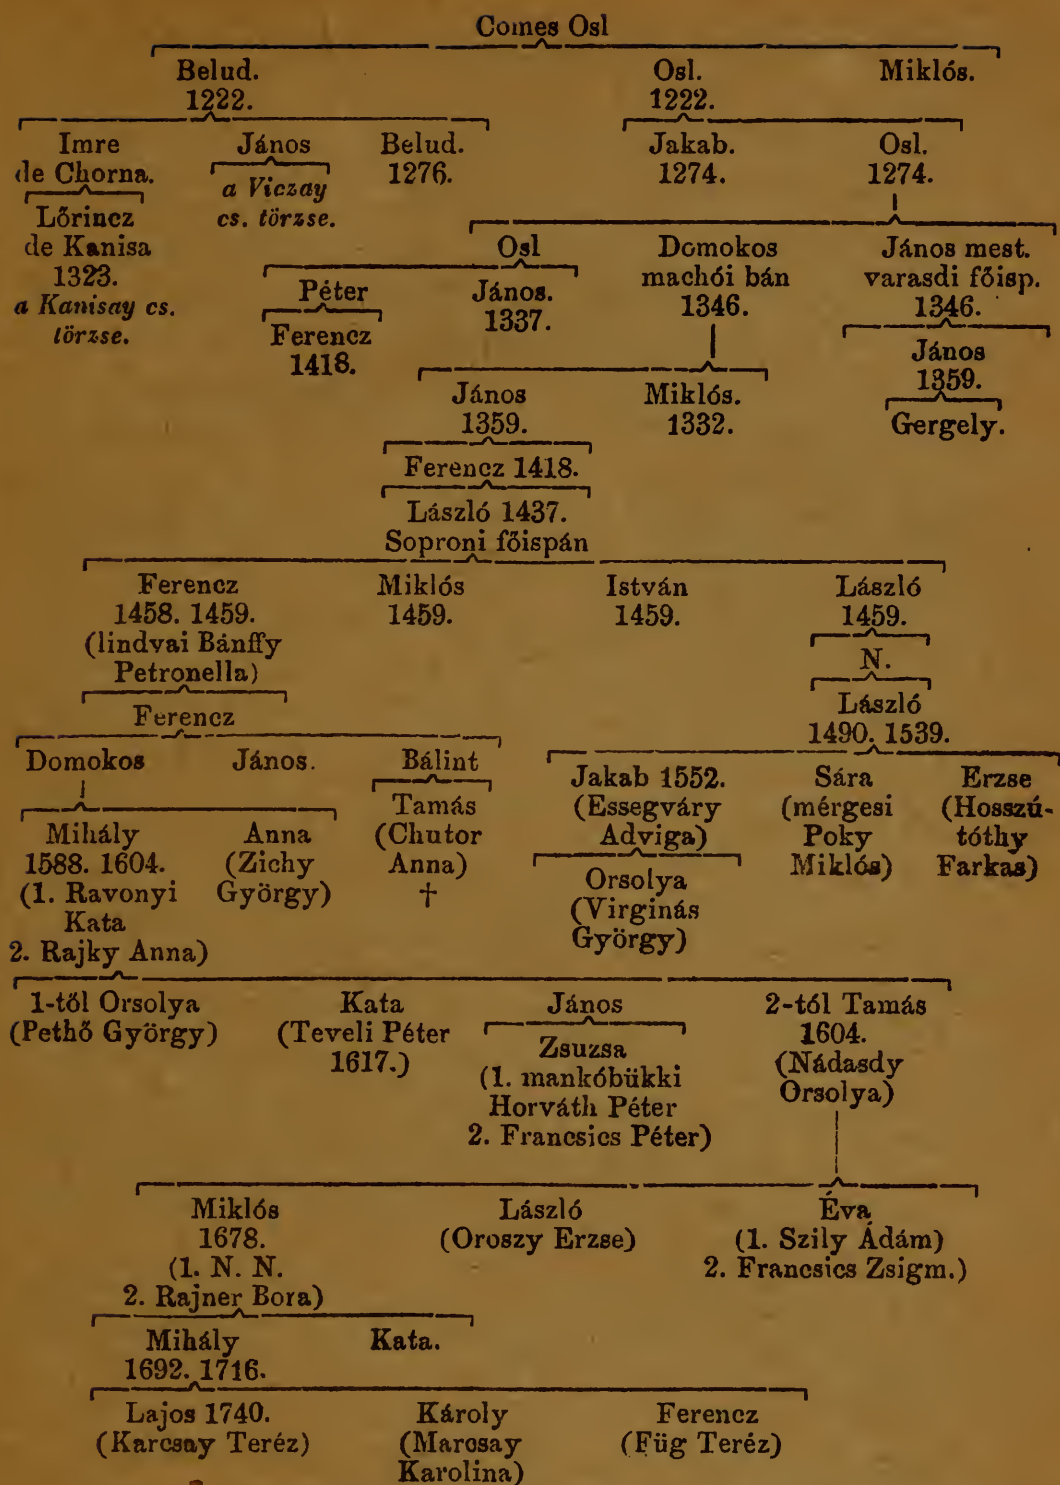 Comes Osl
Belud. Osl. Miklós.
1222. 1222.
Imre János Belud. Jakab. Osl.
de Chorna. a Viczay 1276. 1274. 1274.
Lőrincz cs. törzse.
de Kanisa Osl Domokos János mest.
1323. Péter János. machói bán varasdi főisp.
a Kanisay cs. 1337. 1346. 1346.
törzse. Ferencz János
1418. 1359.
János Miklós.
1359. 1332. Gergely.
Ferencz 1418.
László 1437.
Soproni főispán
Ferencz Miklós István László
1458. 1459. 1459. 1459. 1459.
(lindvai Bánffy N.
Petronella) László
Ferencz 1490. 1539.
Domokos János. Bálint Jakab 1552. Sára Erzse
Tamás (Essegváry (mérgesi (Hosszú-
Mihály Anna (Chutor Adviga) Poky tóthy
1588. 1604. (Zichy Anna) Miklós) Farkas)
(1. Ravonyi György) † Orsolya
Kata (Virginás
2. Rajky Anna) György)
1-től Orsolya Kata János 2-tól Tamás
(Pethő György) (Teveli Péter Zsuzsa 1604.
1617.) (1. mankóbükki (Nádasdy
Horváth Péter Orsolya)
2. Francsics Péter)
Miklós László Éva
1678. (Oroszy Erzse) (1. Szily Ádám)
(1. N. N. 2. Francsics Zsigm.)
2. Rajner Bora)
Mihály Kata.
1692. 1716.
Lajos 1740. Károly Ferencz
(Karcsay Teréz) (Marosay (Füg Teréz)
Karolina)